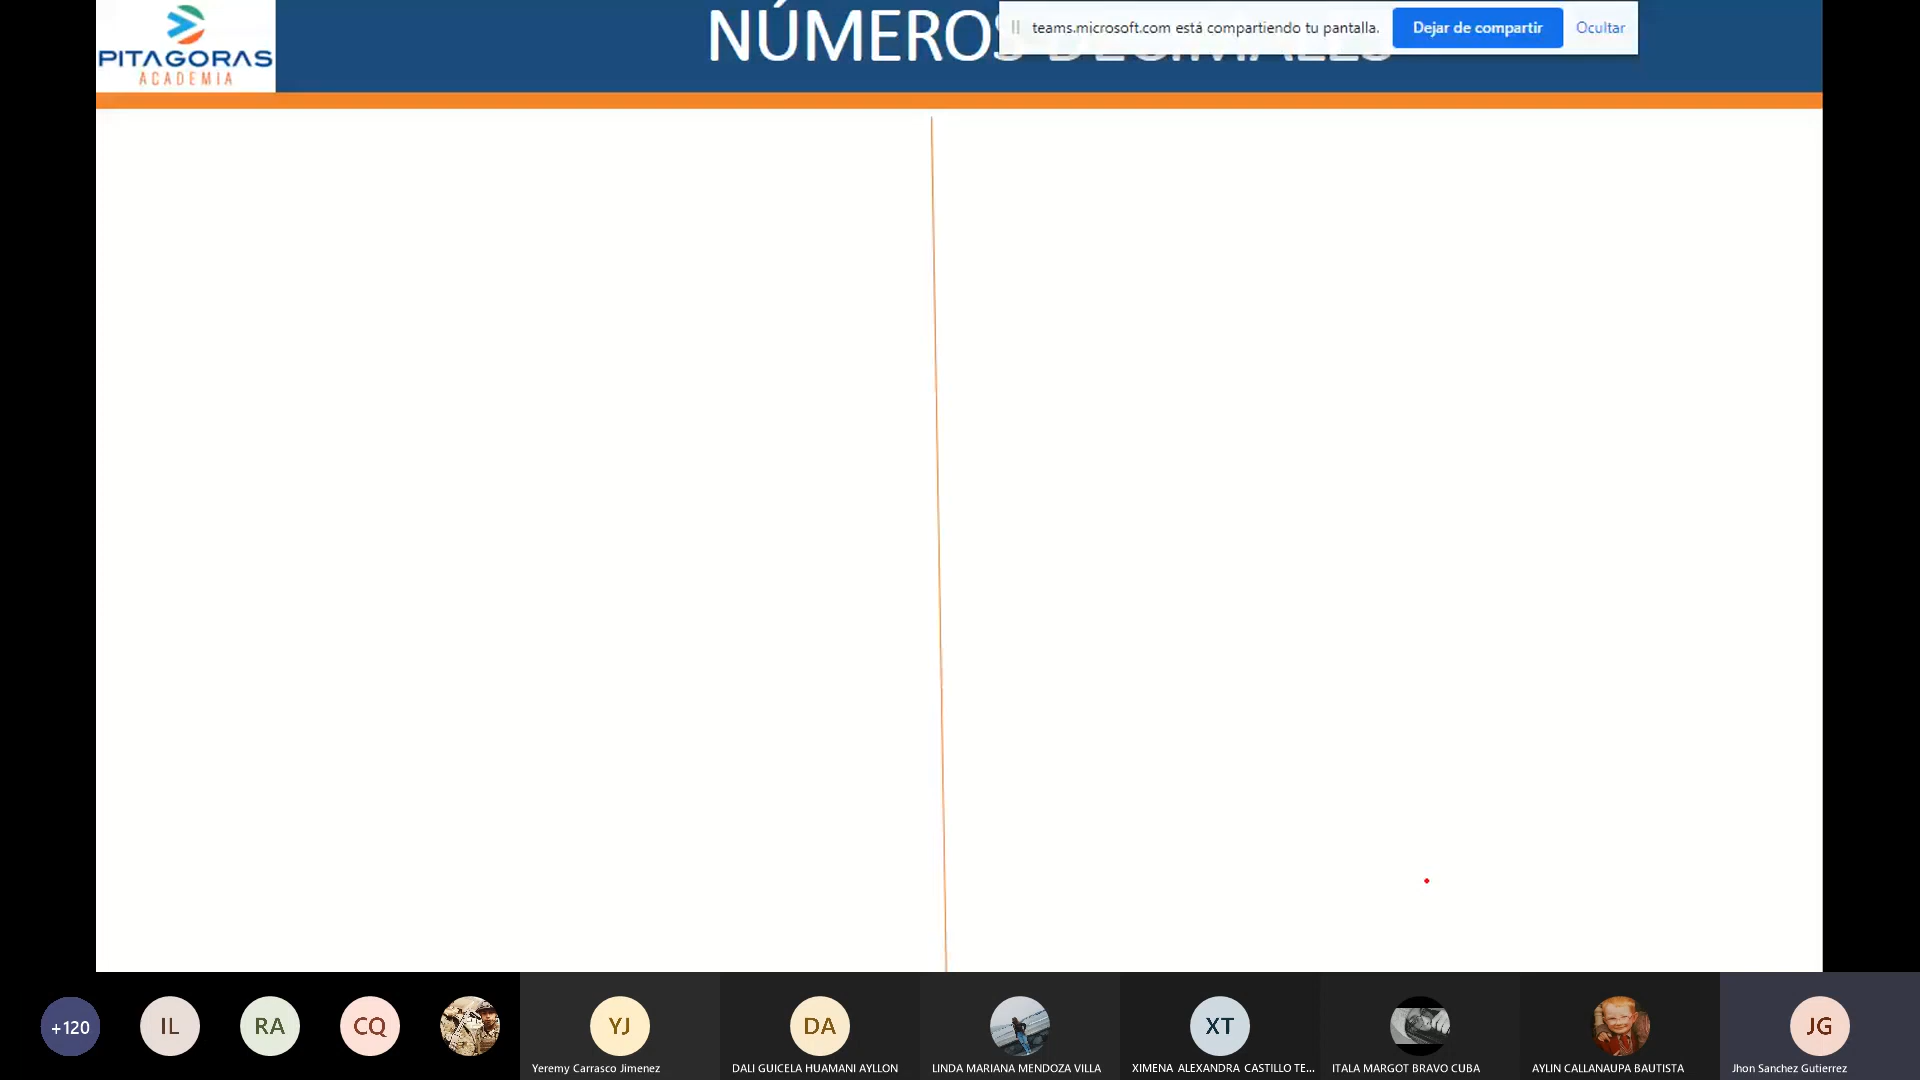 PITAGORAS
ACADEMIA
NÚMEROS DECIMALES
teams.microsoft.com está compartiendo tu pantalla.
Dejar de compartir
Ocultar
+120
IL
RA
CQ
YJ
DA
XT
JG
Yeremy Carrasco Jimenez
DALI GUICELA HUAMANI AYLLON
LINDA MARIANA MENDOZA VILLA
XIMENA ALEXANDRA CASTILLO TE...
ITALA MARGOT BRAVO CUBA
AYLIN CALLANAUPA BAUTISTA
Jhon Sanchez Gutierrez